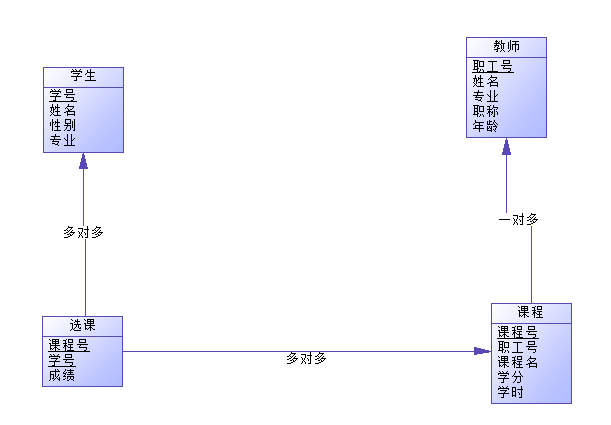 学生
学号
姓名
性别
专业
教师
职工号
姓名
专业
职称
年龄
多对多
一对多
选课
课程号
学号
成绩
多对多
课程
课程号
职工号
课程名
学分
学时